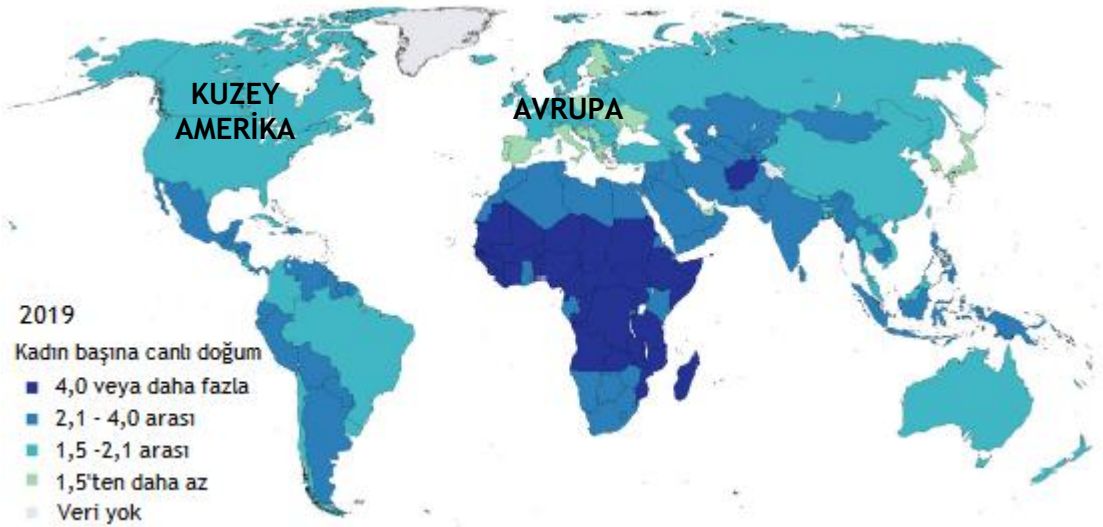 KUZEY
AMERİKA
AVRUPA
2019
Kadın başına canlı doğum
4,0 veya daha fazla
2,1 - 4,0 arası
1,5 -2,1 arası
1,5'ten daha az
Veri yok